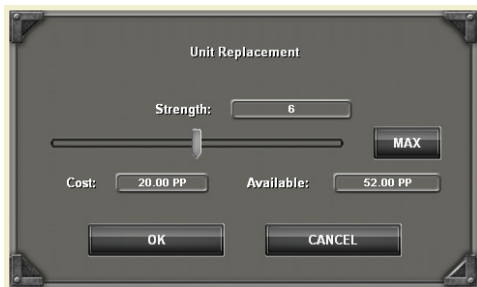 Unit Replacement
Strength: 6
MAX
Cost: 20.00 PP Available: 52.00 PP
OK CANCEL